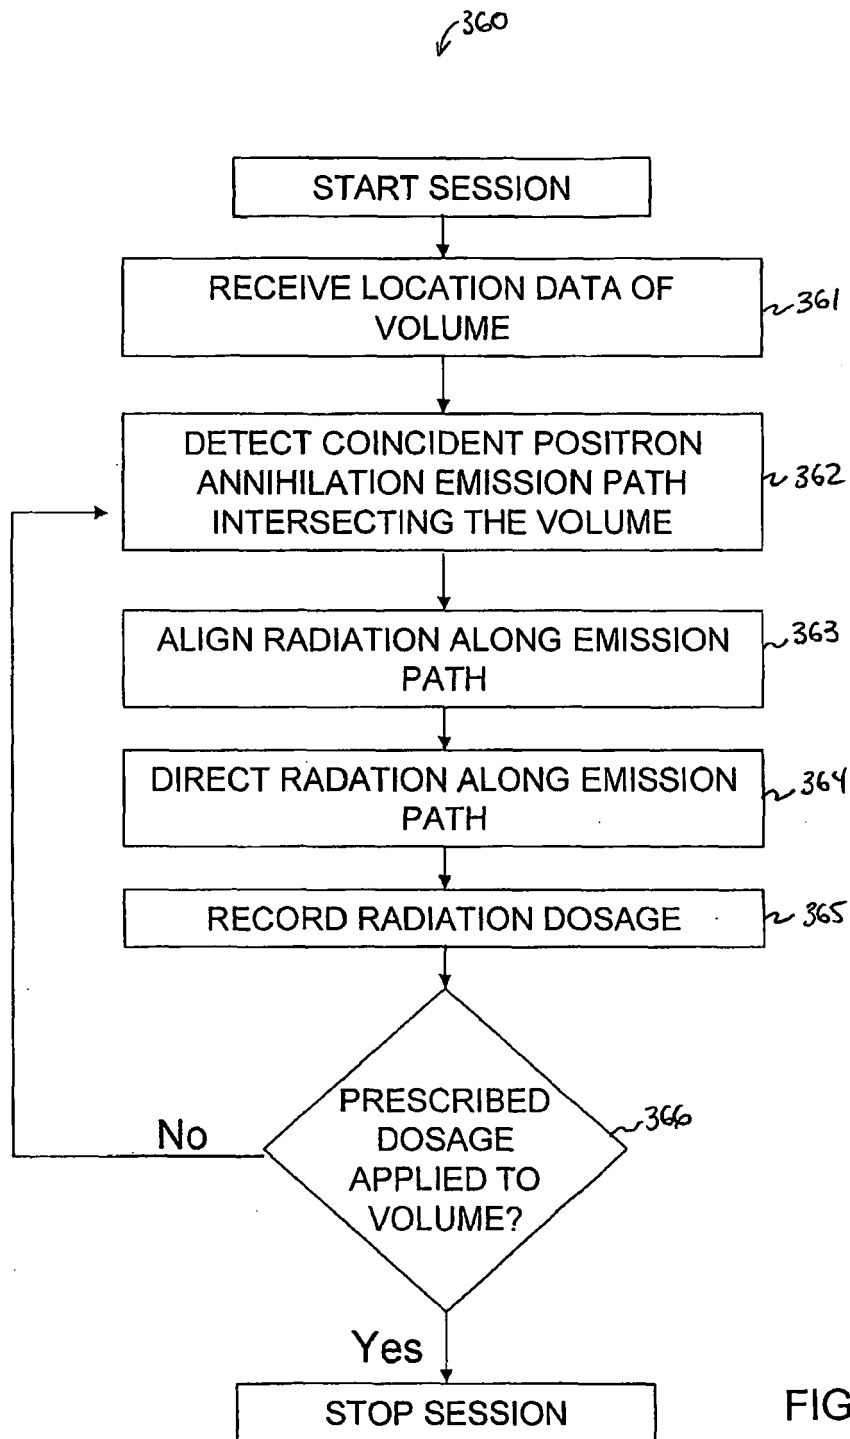 360
START SESSION
RECEIVE LOCATION DATA OF
VOLUME
361
DETECT COINCIDENT POSITRON
ANNIHILATION EMISSION PATH
INTERSECTING THE VOLUME
362
ALIGN RADIATION ALONG EMISSION
PATH
363
DIRECT RADATION ALONG EMISSION
PATH
364
RECORD RADIATION DOSAGE
365
PRESCRIBED
DOSAGE
APPLIED TO
VOLUME?
366
No
Yes
STOP SESSION
FIG